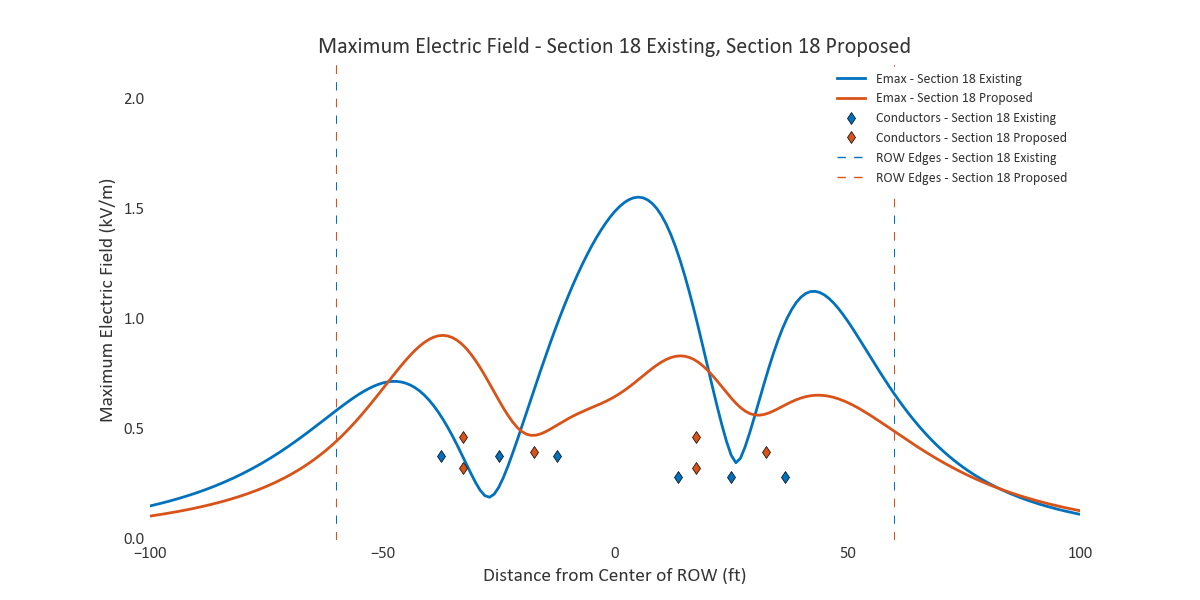 Maximum Electric Field - Section 18 Existing, Section 18 Proposed
Emax - Section 18 Existing
Emax - Section 18 Proposed
Conductors - Section 18 Existing
Conductors - Section 18 Proposed
ROW Edges - Section 18 Existing
ROW Edges - Section 18 Proposed
Maximum Electric Field (kV/m)
2.0
1.5
1.0
0.5
0.0
−100
−50
0
50
100
Distance from Center of ROW (ft)